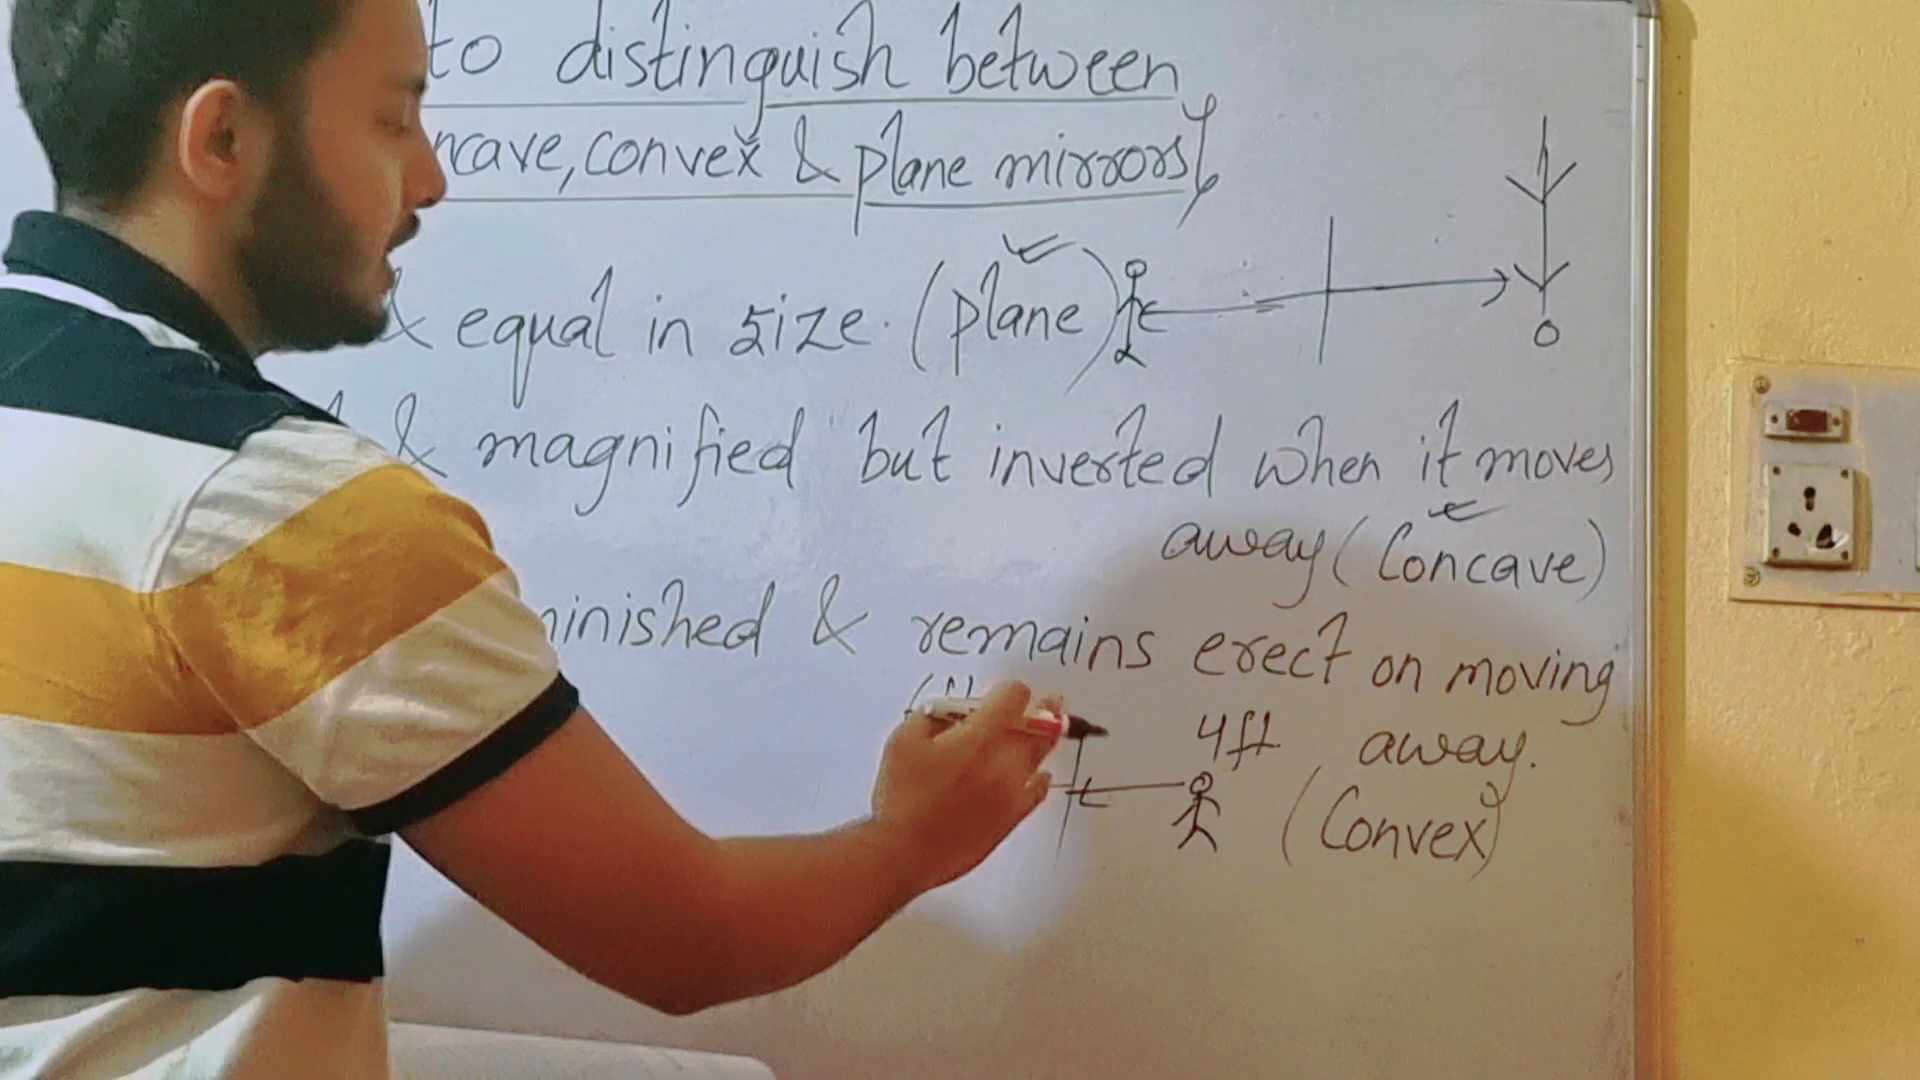 to distinguish between
ncave, convex & plane mirrors
& equal in size. (plane)
& magnified but inverted when it moves
away (Concave)
minished & remains erect on moving
4ft away.
(Convex)